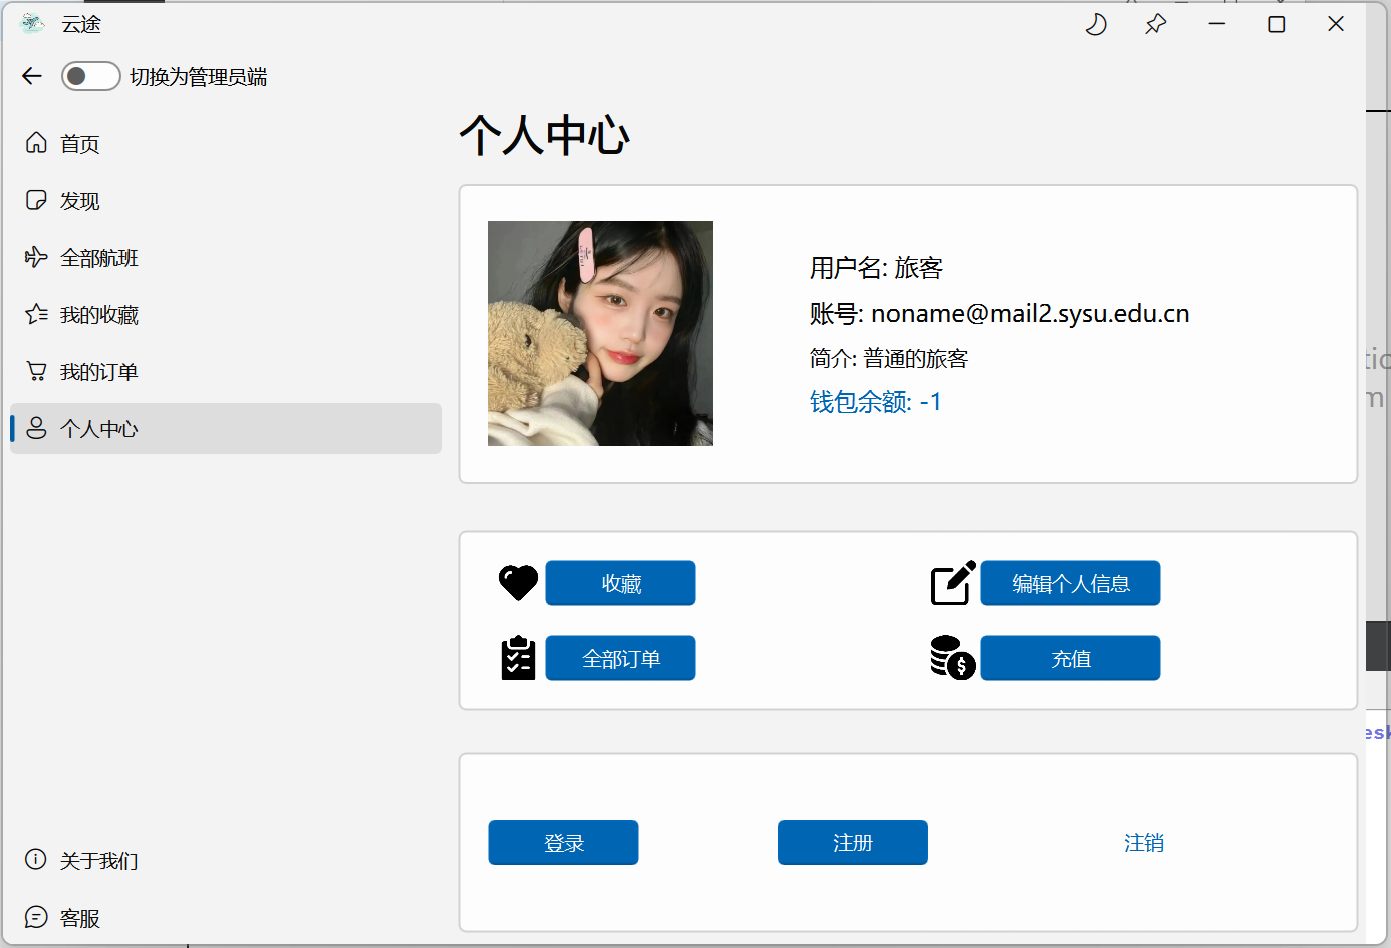 云途
切换为管理员端
首页
发现
全部航班
我的收藏
我的订单
个人中心
关于我们
客服
个人中心
用户名: 旅客
账号: noname@mail2.sysu.edu.cn
简介: 普通的旅客
钱包余额: -1
收藏
编辑个人信息
全部订单
充值
登录
注册
注销